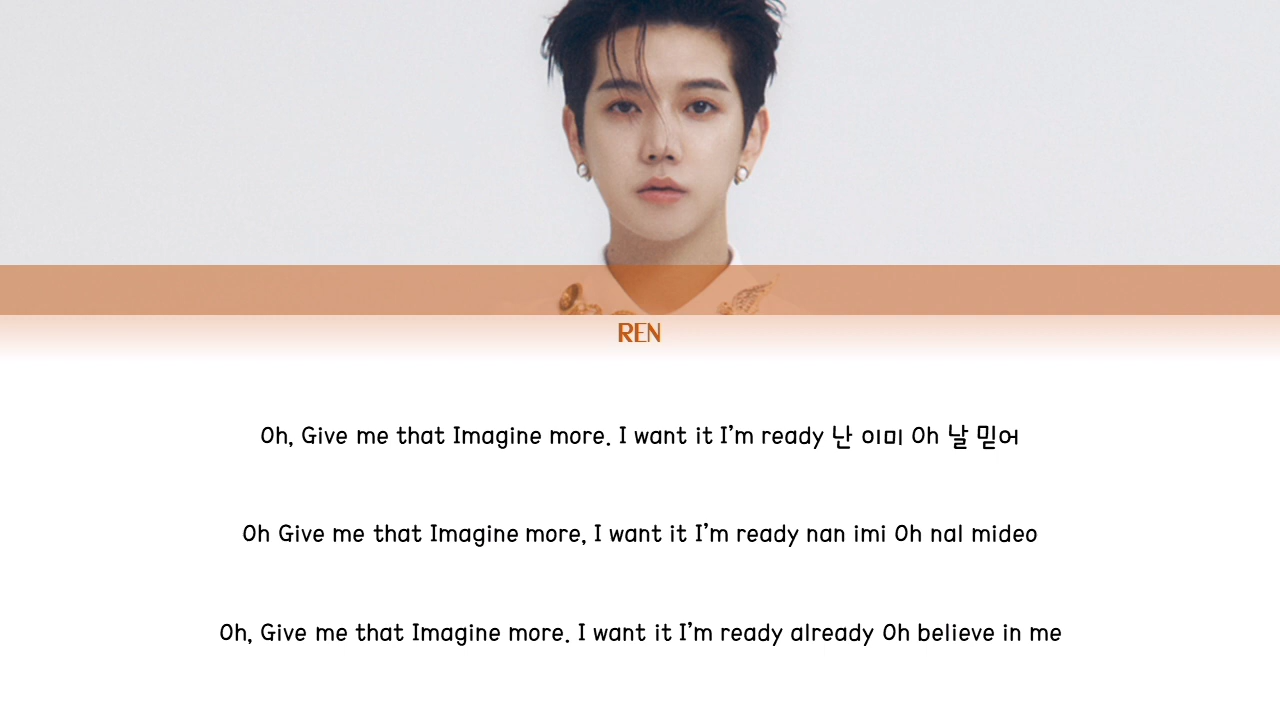 REN
Oh, Give me that Imagine more. I want it I'm ready 난 이미 Oh 날 믿어
Oh Give me that Imagine more, I want it I'm ready nan imi Oh nal mideo
Oh, Give me that Imagine more. I want it I'm ready already Oh believe in me